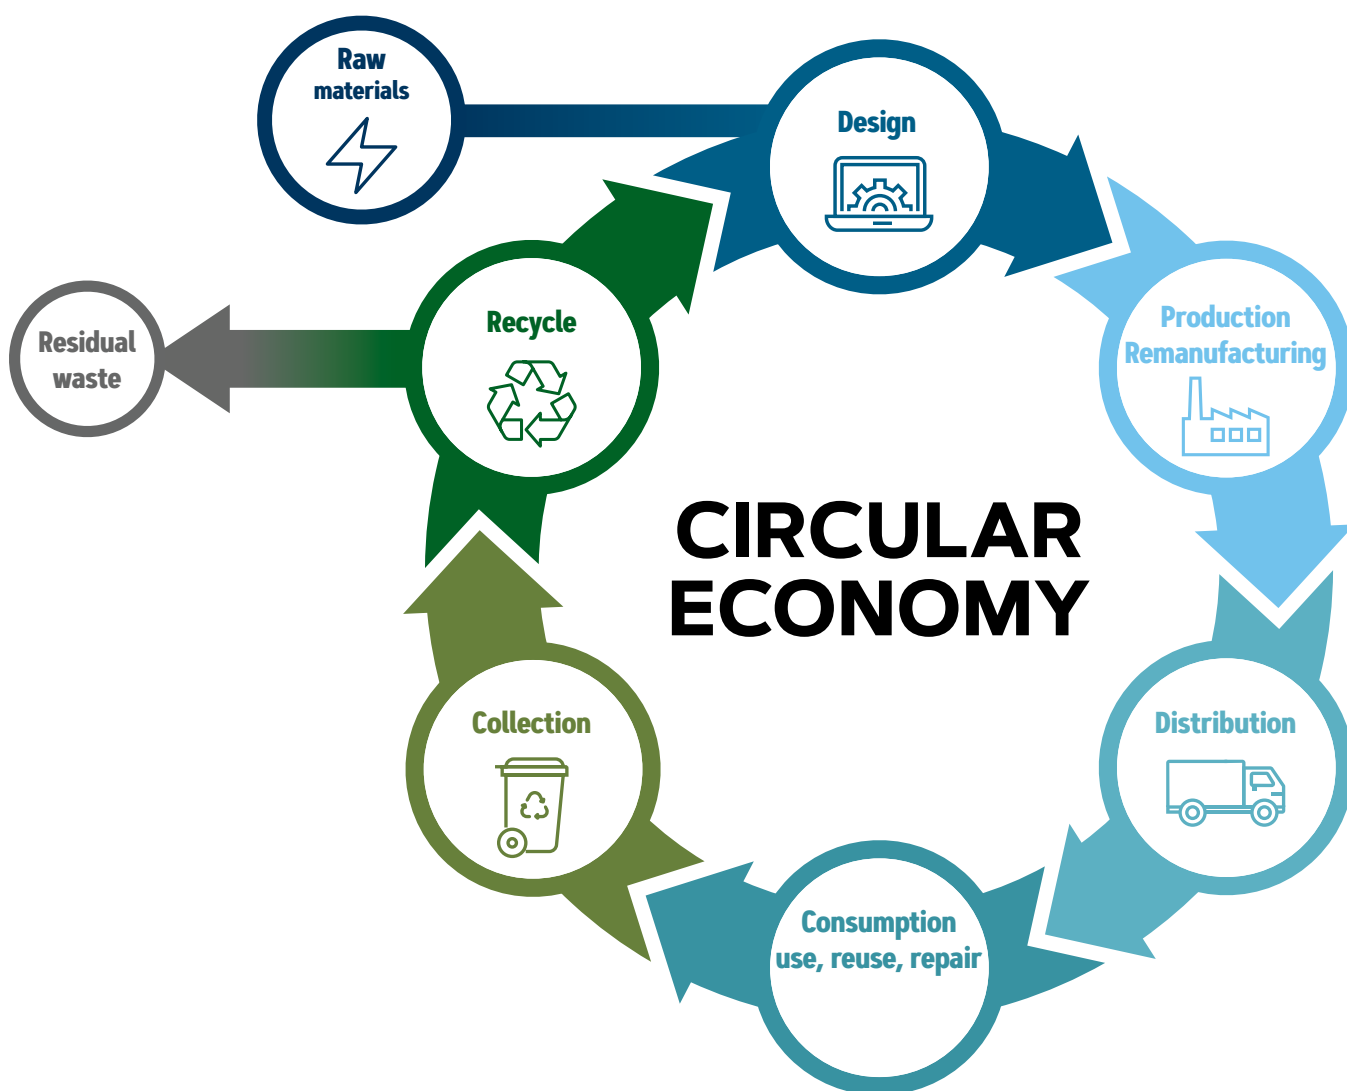 Raw
materials
Design
Production
Remanufacturing
Recycle
Residual
waste
CIRCULAR
ECONOMY
Collection
Distribution
Consumption
use, reuse, repair